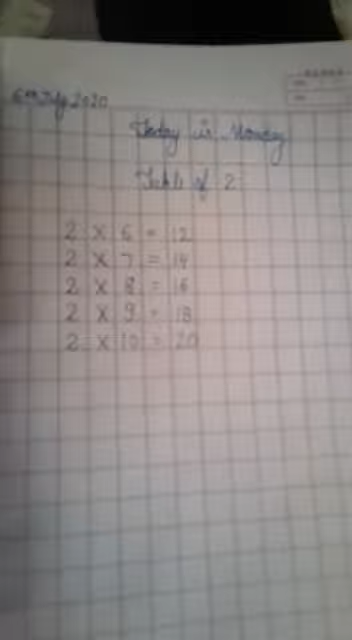 6th July 2020
Today is Monday
Table of 2
2 x 6 = 12
2 x 7 = 14
2 x 8 = 16
2 x 9 = 18
2 x 10 = 20